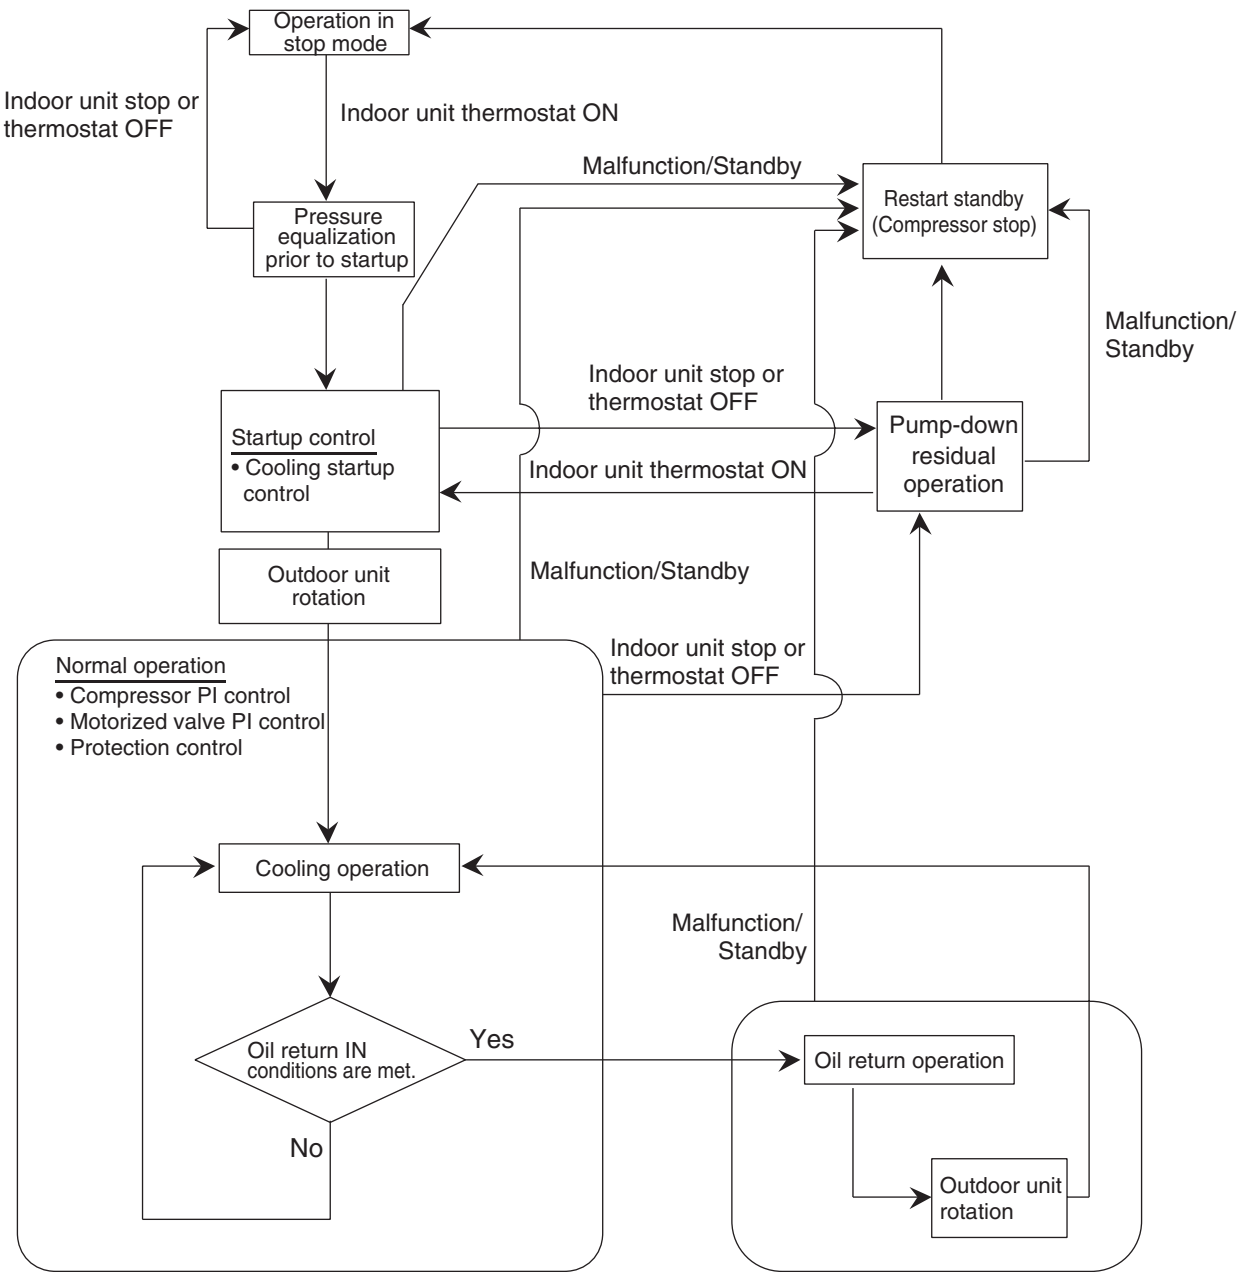 Operation in
stop mode
Indoor unit stop or
thermostat OFF
Indoor unit thermostat ON
Malfunction/Standby
Restart standby
(Compressor stop)
Pressure
equalization
prior to startup
Malfunction/
Standby
Indoor unit stop or
thermostat OFF
Pump-down
residual
operation
Startup control
• Cooling startup
control
Indoor unit thermostat ON
Outdoor unit
rotation
Malfunction/Standby
Indoor unit stop or
thermostat OFF
Normal operation
• Compressor PI control
• Motorized valve PI control
• Protection control
Cooling operation
Malfunction/
Standby
Oil return IN
conditions are met.
Yes
No
Oil return operation
Outdoor unit
rotation